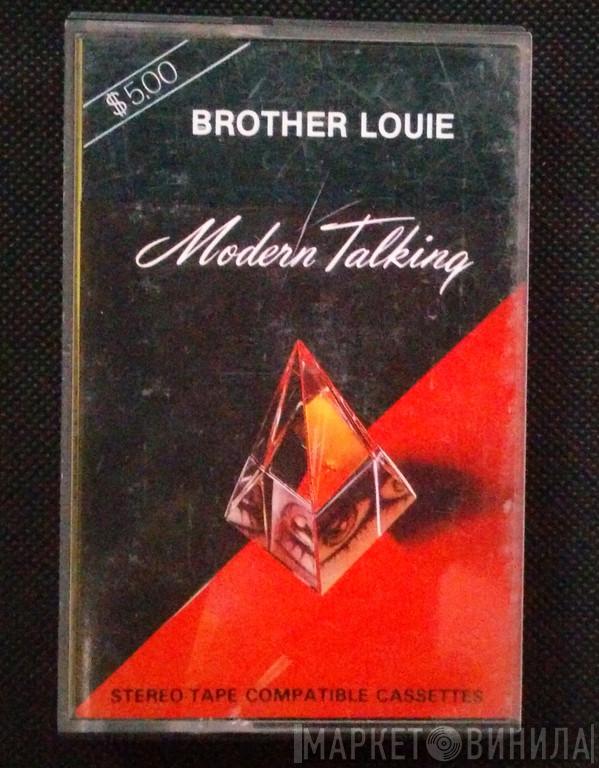 $5.00
BROTHER LOUIE
Modern Talking
STEREO TAPE COMPATIBLE CASSETTES
МАРКЕТ ВИНИЛА